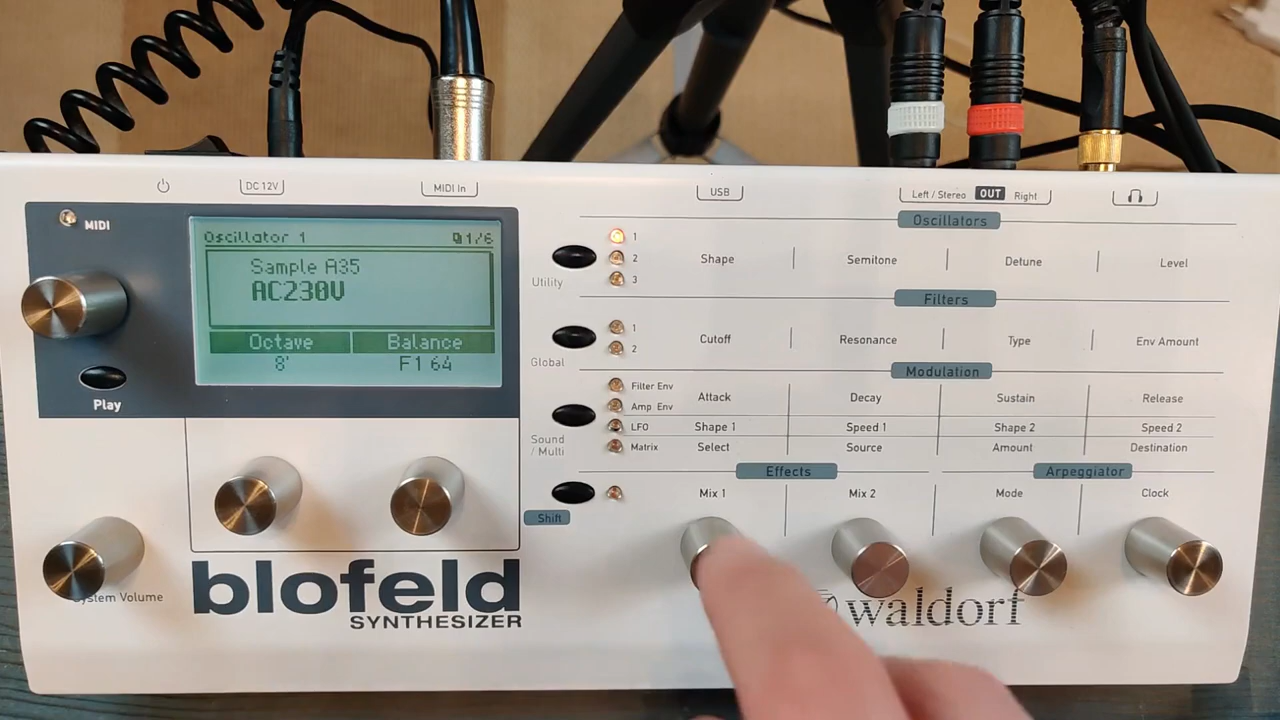 DC 12V
MIDI In
USB
Left / Stereo OUT Right
MIDI
Play
Oscillator 1 1/6
Sample A35
AC230V
Octave Balance
8' F1 64
System Volume
blofeld
SYNTHESIZER
Utility
Global
Sound
/ Multi
Shift
Oscillators
1
2
3
Shape Semitone Detune Level
Filters
1
2
Cutoff Resonance Type Env Amount
Modulation
Filter Env Attack Decay Sustain Release
Amp Env
LFO Shape 1 Speed 1 Shape 2 Speed 2
Matrix Select Source Amount Destination
Effects Arpeggiator
Mix 1 Mix 2 Mode Clock
waldorf